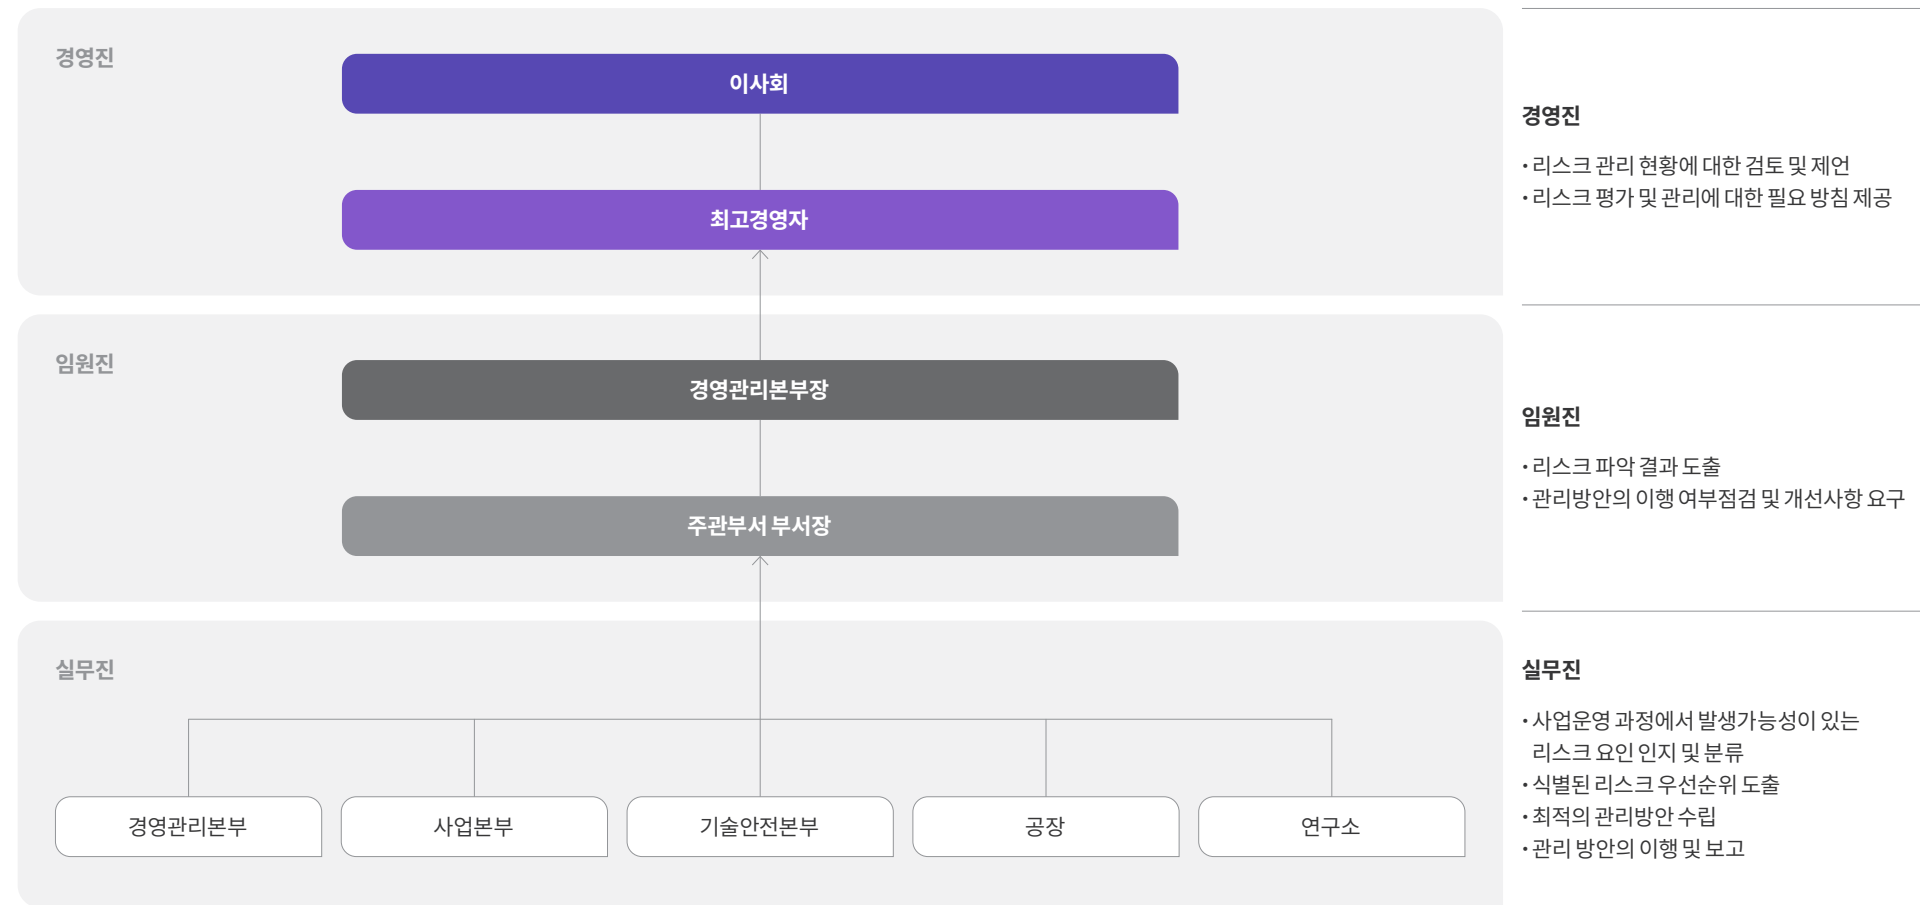 경영진
이사회
최고경영자
경영진
• 리스크 관리 현황에 대한 검토 및 제언
• 리스크 평가 및 관리에 대한 필요 방침 제공
임원진
경영관리본부장
주관부서 부서장
임원진
• 리스크 파악 결과 도출
• 관리방안의 이행 여부점검 및 개선사항 요구
실무진
경영관리본부
사업본부
기술안전본부
공장
연구소
실무진
• 사업운영 과정에서 발생가능성이 있는
리스크 요인 인지 및 분류
• 식별된 리스크 우선순위 도출
• 최적의 관리방안 수립
• 관리 방안의 이행 및 보고